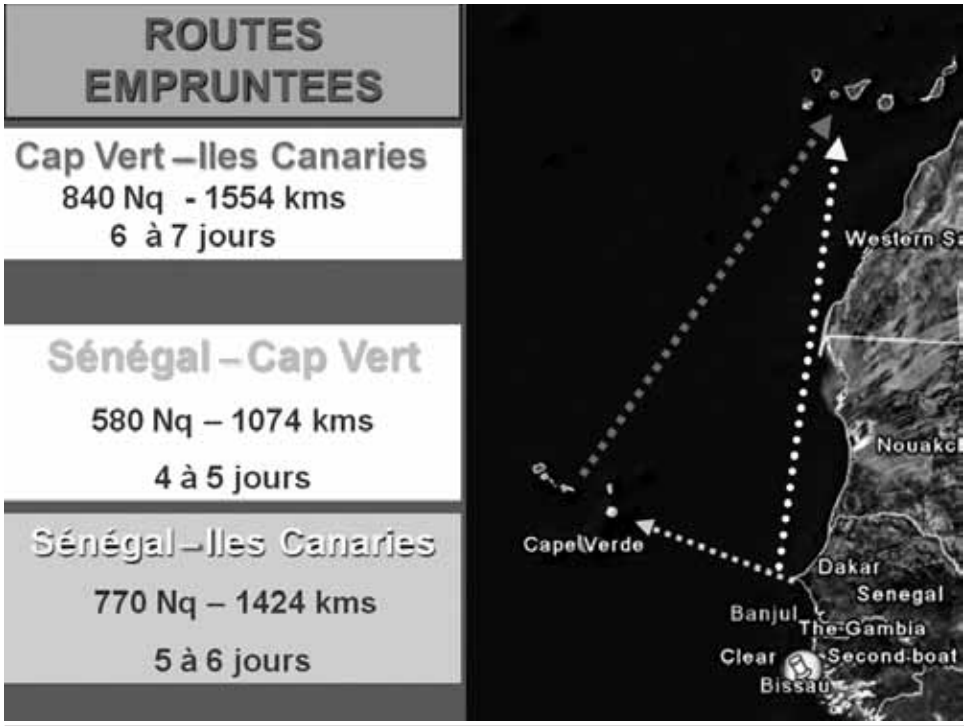 ROUTES
EMPRUNTEES
Cap Vert –Iles Canaries
840 Nq - 1554 kms
6 à 7 jours
Sénégal – Cap Vert
580 Nq – 1074 kms
4 à 5 jours
Sénégal –Iles Canaries
770 Nq – 1424 kms
5 à 6 jours
Western Sa
Nouakch
Cape Verde
Dakar
Senegal
Banjul
The Gambia
Clear
Second boat
Bissau